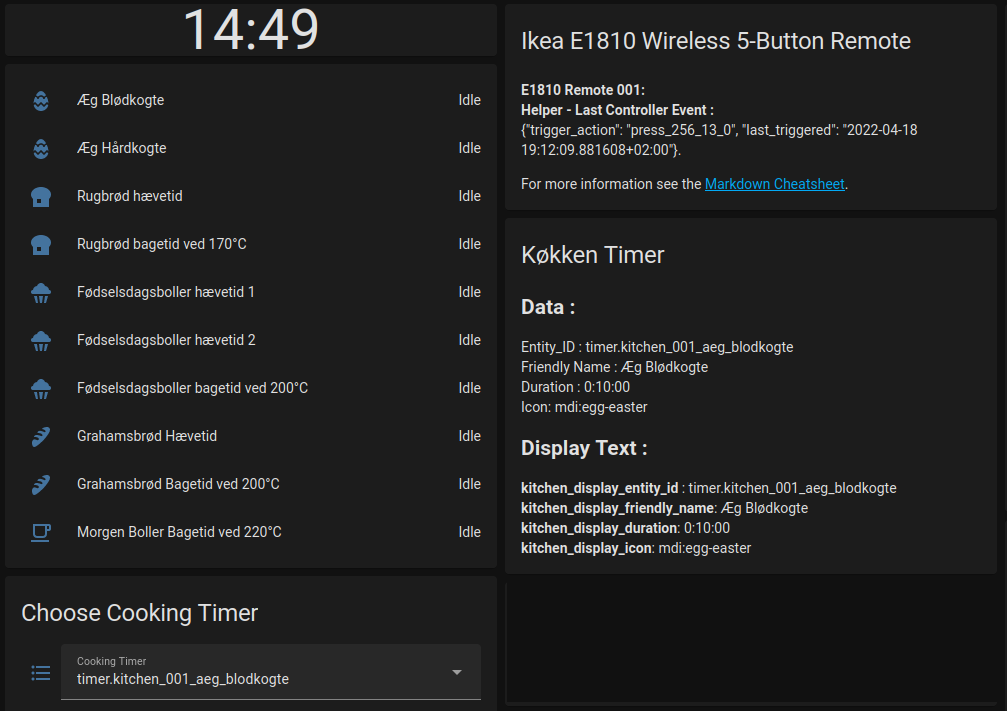 14:49
Æg Blødkogte Idle
Æg Hårdkogte Idle
Rugbrød hævetid Idle
Rugbrød bagetid ved 170°C Idle
Fødselsdagsboller hævetid 1 Idle
Fødselsdagsboller hævetid 2 Idle
Fødselsdagsboller bagetid ved 200°C Idle
Grahamsbrød Hævetid Idle
Grahamsbrød Bagetid ved 200°C Idle
Morgen Boller Bagetid ved 220°C Idle
Choose Cooking Timer
Cooking Timer
timer.kitchen_001_aeg_blodkogte
Ikea E1810 Wireless 5-Button Remote
E1810 Remote 001:
Helper - Last Controller Event :
{"trigger_action": "press_256_13_0", "last_triggered": "2022-04-18
19:12:09.881608+02:00"}.
For more information see the Markdown Cheatsheet.
Køkken Timer
Data :
Entity_ID : timer.kitchen_001_aeg_blodkogte
Friendly Name : Æg Blødkogte
Duration : 0:10:00
Icon: mdi:egg-easter
Display Text :
kitchen_display_entity_id : timer.kitchen_001_aeg_blodkogte
kitchen_display_friendly_name: Æg Blødkogte
kitchen_display_duration: 0:10:00
kitchen_display_icon: mdi:egg-easter